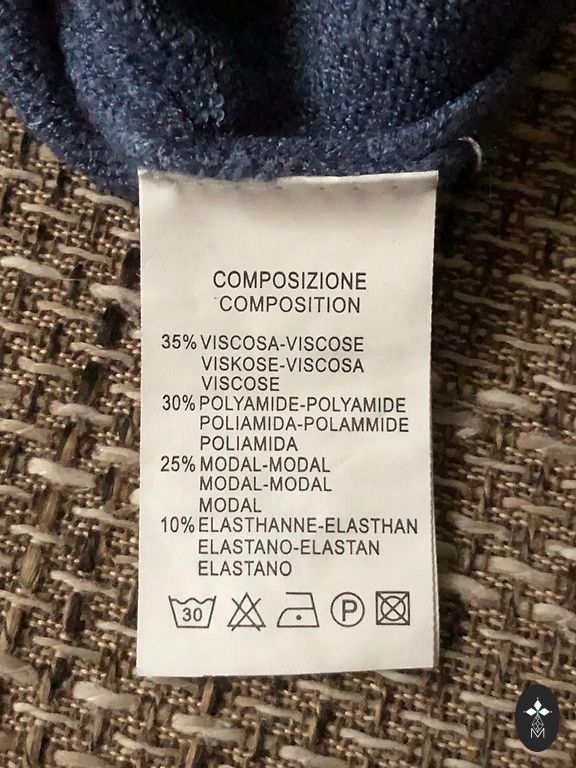 COMPOSIZIONE
COMPOSITION
35% VISCOSA-VISCOSE
VISKOSE-VISCOSA
VISCOSE
30% POLYAMIDE-POLYAMIDE
POLIAMIDA-POLAMMIDE
POLIAMIDA
25% MODAL-MODAL
MODAL-MODAL
MODAL
10% ELASTHANNE-ELASTHAN
ELASTANO-ELASTAN
ELASTANO
30 P
M